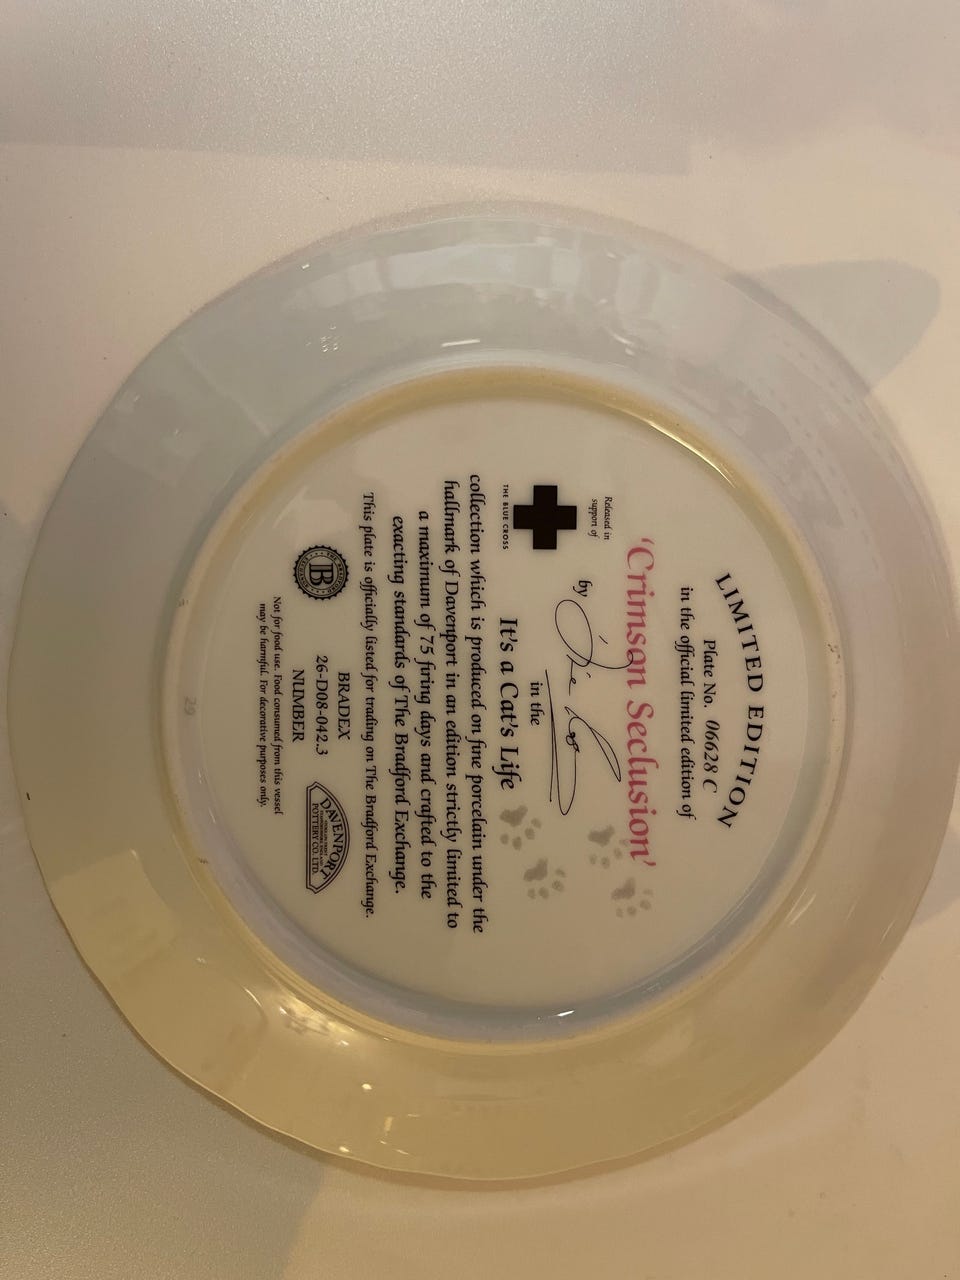 LIMITED EDITION
Plate No. 06628 C
in the official limited edition of
'Crimson Seclusion'
Released in
support of
THE BLUE CROSS
by
in the
It's a Cat's Life
collection which is produced on fine porcelain under the
hallmark of Davenport in an edition strictly limited to
a maximum of 75 firing days and crafted to the
exacting standards of The Bradford Exchange.
This plate is officially listed for trading on The Bradford Exchange.
B
BRADEX
26-D08-042.3
NUMBER
DAVENPORT
POTTERY CO. LTD.
Not for food use. Food consumed from this vessel
may be harmful. For decorative purposes only.
29